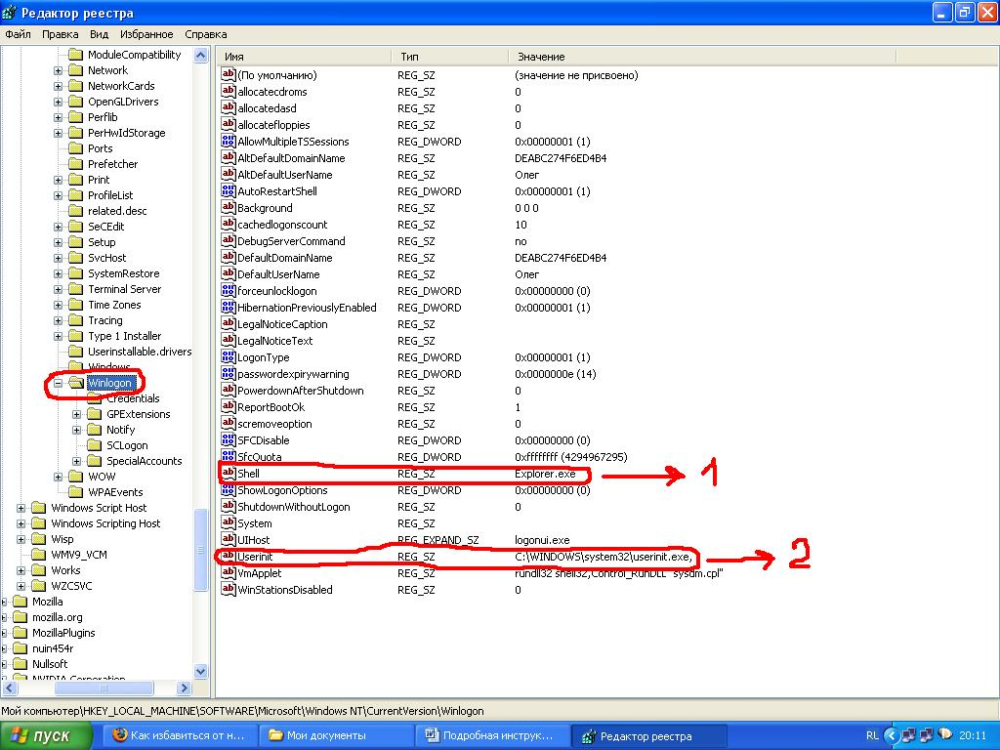 Редактор реестра
Файл Правка Вид Избранное Справка
ModuleCompatibility
Network
NetworkCards
OpenGLDrivers
Perflib
PerHwIdStorage
Ports
Prefetcher
Print
ProfileList
related.desc
SeCEdit
Setup
SvcHost
SystemRestore
Terminal Server
Time Zones
Tracing
Type 1 Installer
Userinstallable.drivers
Windows
Winlogon
Credentials
GPExtensions
Notify
SCLogon
SpecialAccounts
WOW
WPAEvents
Windows Script Host
Windows Scripting Host
Wisp
WMV9_VCM
Works
WZCSVC
Mozilla
mozilla.org
MozillaPlugins
nuin454r
Nullsoft
NVIDIA Corporation
Имя Тип Значение
(По умолчанию) REG_SZ (значение не присвоено)
allocatecdroms REG_SZ 0
allocatedasd REG_SZ 0
allocatefloppies REG_SZ 0
AllowMultipleTSSessions REG_DWORD 0x00000001 (1)
AltDefaultDomainName REG_SZ DEABC274F6ED4B4
AltDefaultUserName REG_SZ Олег
AutoRestartShell REG_DWORD 0x00000001 (1)
Background REG_SZ 0 0 0
cachedlogonscount REG_SZ 10
DebugServerCommand REG_SZ no
DefaultDomainName REG_SZ DEABC274F6ED4B4
DefaultUserName REG_SZ Олег
forceunlocklogon REG_DWORD 0x00000000 (0)
HibernationPreviouslyEnabled REG_DWORD 0x00000001 (1)
LegalNoticeCaption REG_SZ
LegalNoticeText REG_SZ
LogonType REG_DWORD 0x00000001 (1)
passwordexpirywarning REG_DWORD 0x0000000e (14)
PowerdownAfterShutdown REG_SZ 0
ReportBootOk REG_SZ 1
scremoveoption REG_SZ 0
SFCDisable REG_DWORD 0x00000000 (0)
SfcQuota REG_DWORD 0xffffffff (4294967295)
Shell REG_SZ Explorer.exe 1
ShowLogonOptions REG_DWORD 0x00000000 (0)
ShutdownWithoutLogon REG_SZ 0
System REG_SZ
UIHost REG_EXPAND_SZ logonui.exe
Userinit REG_SZ C:\WINDOWS\system32\userinit.exe, 2
VmApplet REG_SZ rundll32 shell32,Control_RunDLL "sysdm.cpl"
WinStationsDisabled REG_SZ 0
Мой компьютер\HKEY_LOCAL_MACHINE\SOFTWARE\Microsoft\Windows NT\CurrentVersion\Winlogon
пуск Как избавиться от н... Мои документы Подробная инструк... Редактор реестра RL 20:11